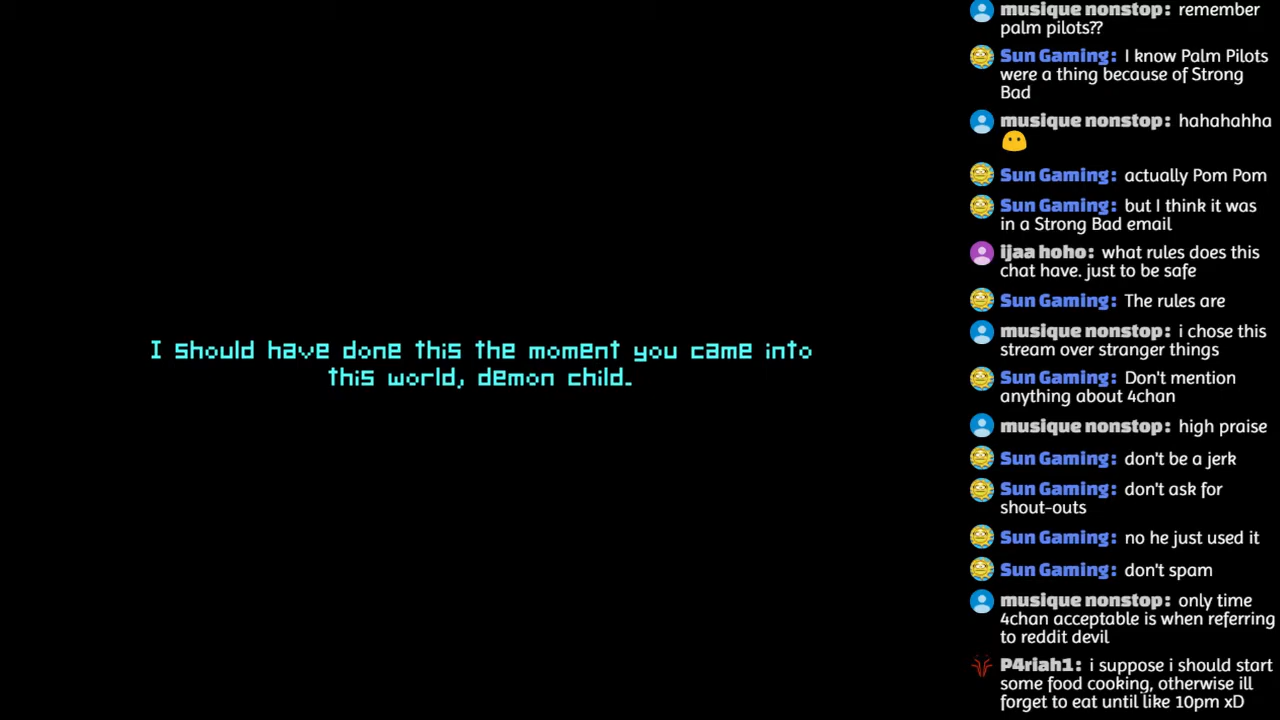 I should have done this the moment you came into
this world, demon child.
musique nonstop: remember
palm pilots??
Sun Gaming: I know Palm Pilots
were a thing because of Strong
Bad
musique nonstop: hahahahha
Sun Gaming: actually Pom Pom
Sun Gaming: but I think it was
in a Strong Bad email
ijaa hoho: what rules does this
chat have. just to be safe
Sun Gaming: The rules are
musique nonstop: i chose this
stream over stranger things
Sun Gaming: Don't mention
anything about 4chan
musique nonstop: high praise
Sun Gaming: don't be a jerk
Sun Gaming: don't ask for
shout-outs
Sun Gaming: no he just used it
Sun Gaming: don't spam
musique nonstop: only time
4chan acceptable is when referring
to reddit devil
P4riah1: i suppose i should start
some food cooking, otherwise ill
forget to eat until like 10pm xD